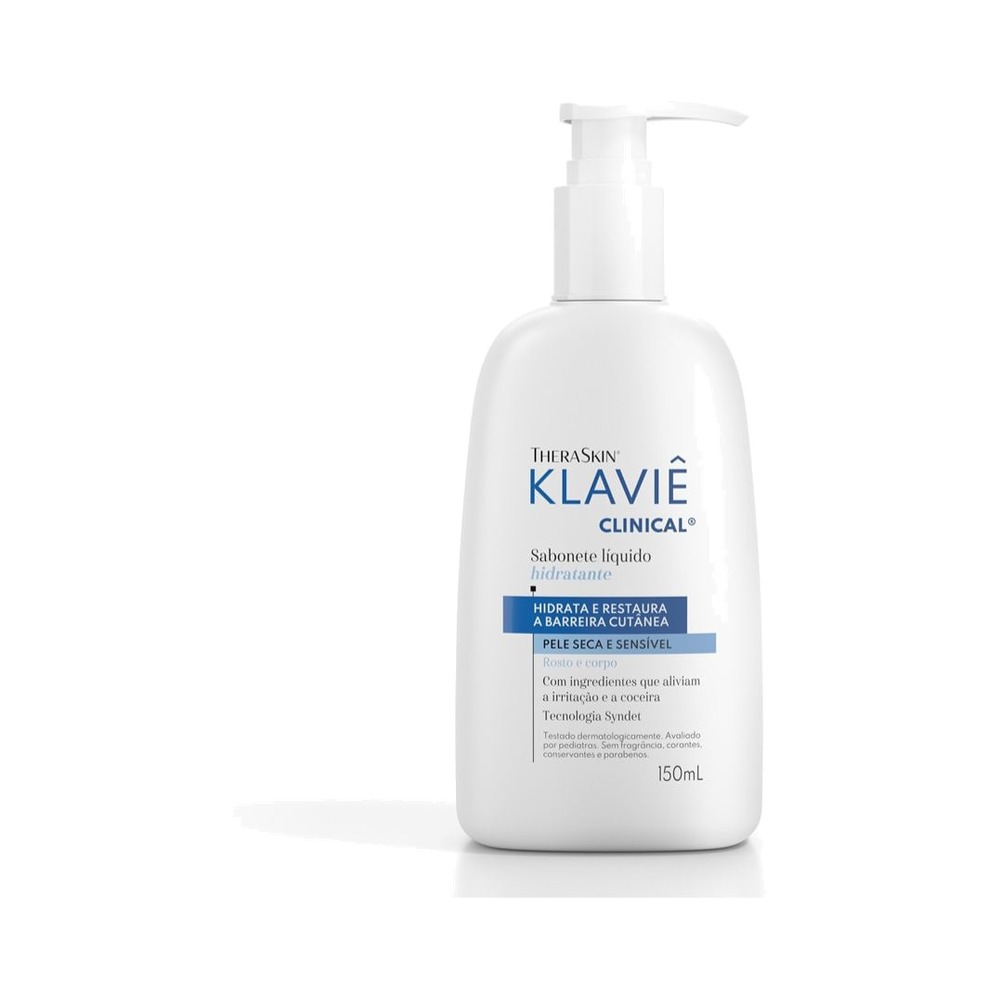 THERASKIN®
KLAVIÊ
CLINICAL®
Sabonete líquido
hidratante
HIDRATA E RESTAURA
A BARREIRA CUTÂNEA
PELE SECA E SENSÍVEL
Rosto e corpo
Com ingredientes que aliviam
a irritação e a coceira
Tecnologia Syndet
Testado dermatologicamente. Avaliado
por pediatras. Sem fragrância, corantes,
conservantes e parabenos.
150mL